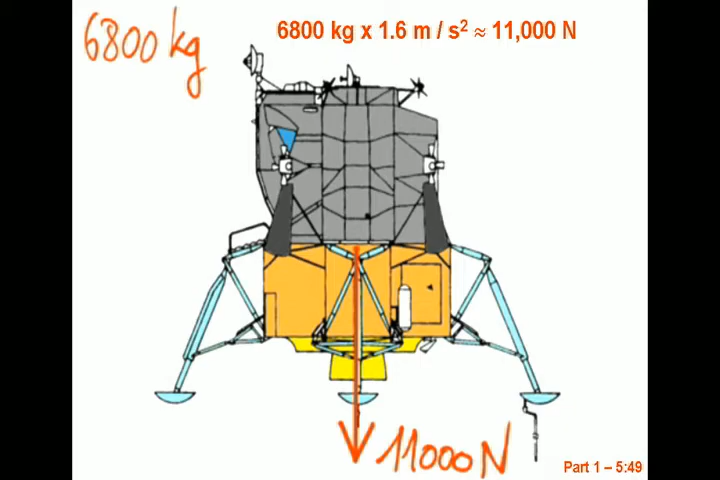 6800 kg
6800 kg x 1.6 m / s² ≈ 11,000 N
11000 N
Part 1 – 5:49